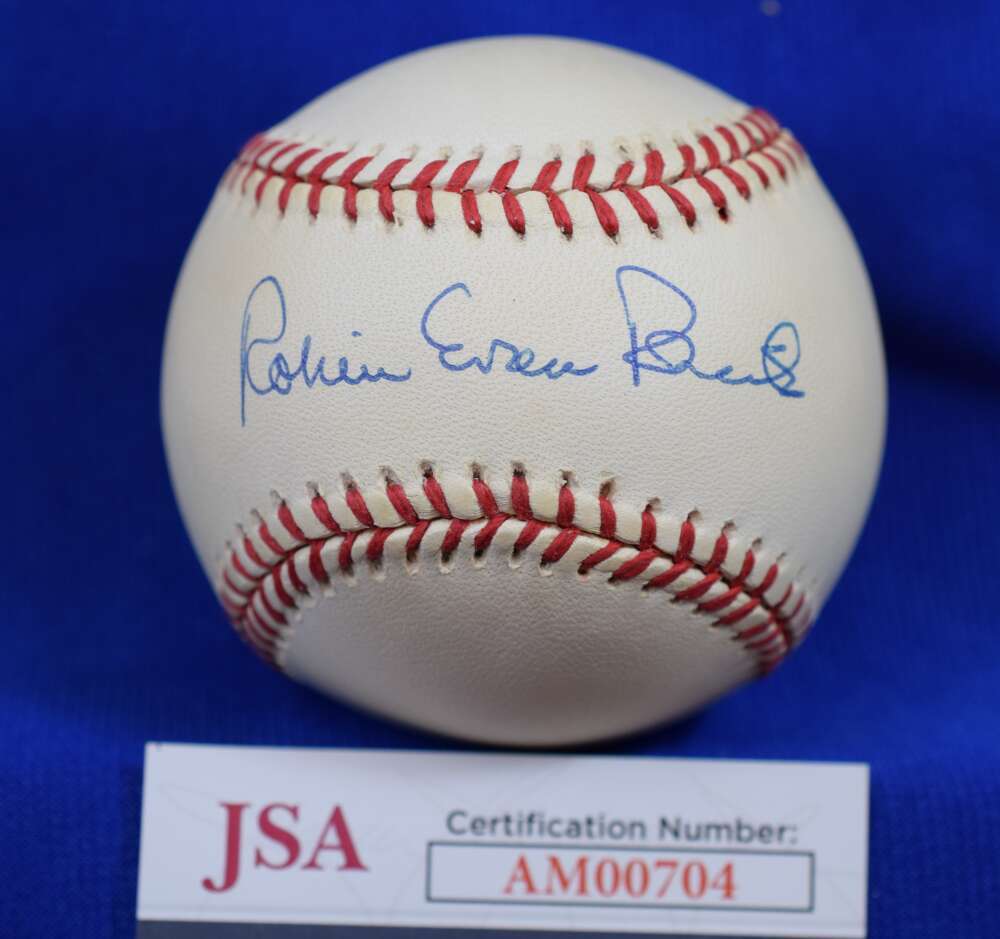 Robin Evan Roberts
JSA
Certification Number:
AM00704